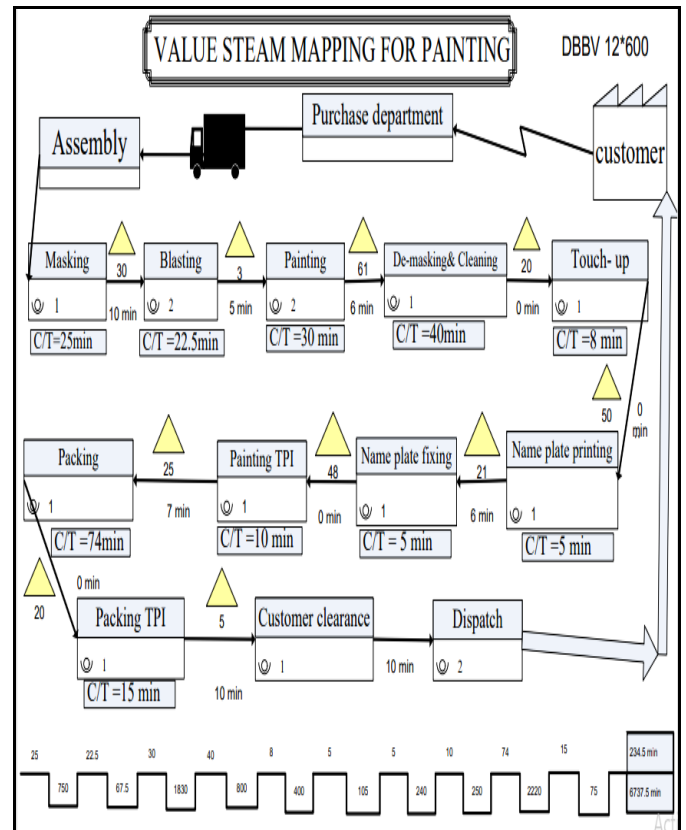 VALUE STEAM MAPPING FOR PAINTING
DBBV 12*600
Purchase department
Assembly
customer
Masking
30
Blasting
3
Painting
61
De-masking& Cleaning
20
Touch- up
1
10 min
2
5 min
2
6 min
1
0 min
1
C/T=25min
C/T=22.5min
C/T=30 min
C/T=40min
C/T=8 min
50
0
min
Packing
25
Painting TPI
48
Name plate fixing
21
Name plate printing
1
7 min
1
0 min
1
6 min
1
C/T =74min
C/T =10 min
C/T= 5 min
C/T=5 min
20
0 min
Packing TPI
5
Customer clearance
Dispatch
1
10 min
1
10 min
2
C/T=15 min
25 22.5 30 40 8 5 5 10 74 15 234.5 min
750 67.5 1830 800 400 105 240 250 2220 75 6737.5 min
Act